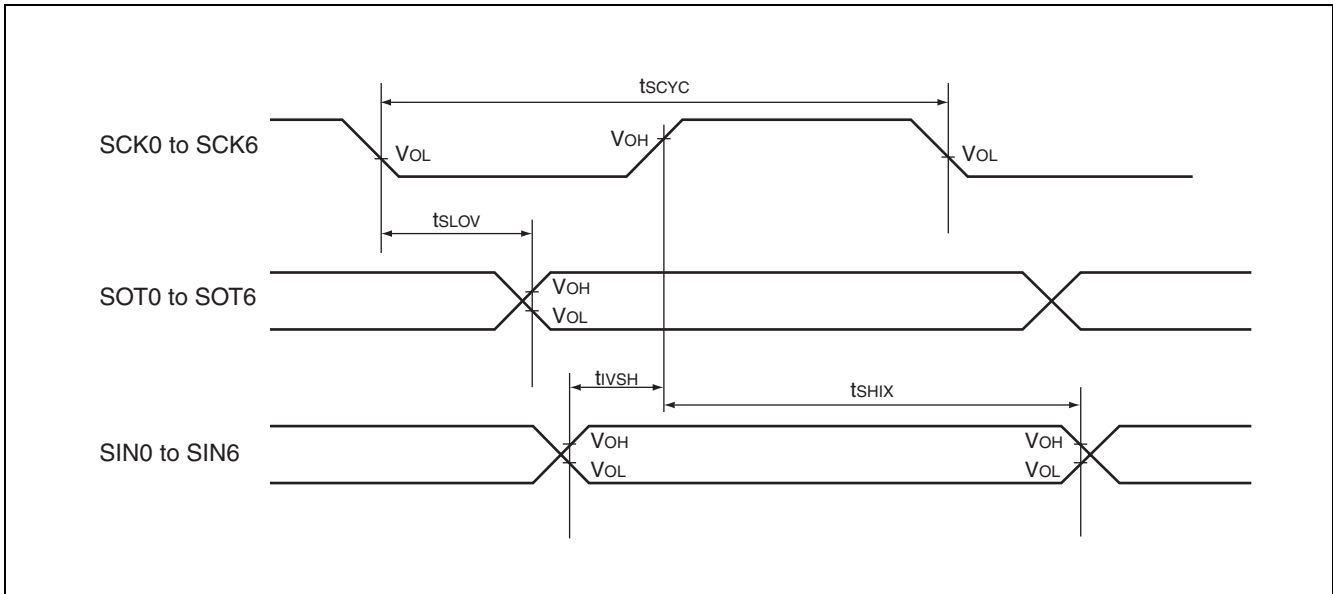 tSCYC
SCK0 to SCK6
VOL
VOH
VOL
tSLOV
SOT0 to SOT6
VOH
VOL
tIVSH
tSHIX
SIN0 to SIN6
VOH
VOH
VOL
VOL